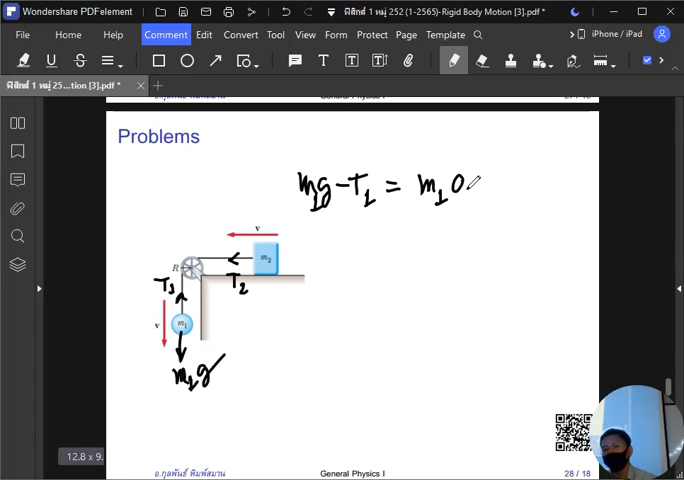 Wondershare PDFelement
ฟิสิกส์ 1 หมู่ 252 (1-2565)- Rigid Body Motion [3].pdf *
File
Comment
Edit
Convert
Tool
Form
Protect
Page
Template
iPhone / iPad
ฟิสิกส์ 1 หมู่ 25...tion [3].pdf *
General Physics I
Problems
m₁g - T₁ = m₁a
v
m₂
R
T₁
T₂
v
m₁
m₁g
12.8 x 9.
อ.กุลพันธ์ พิมพ์สมาน
General Physics I
28 / 18